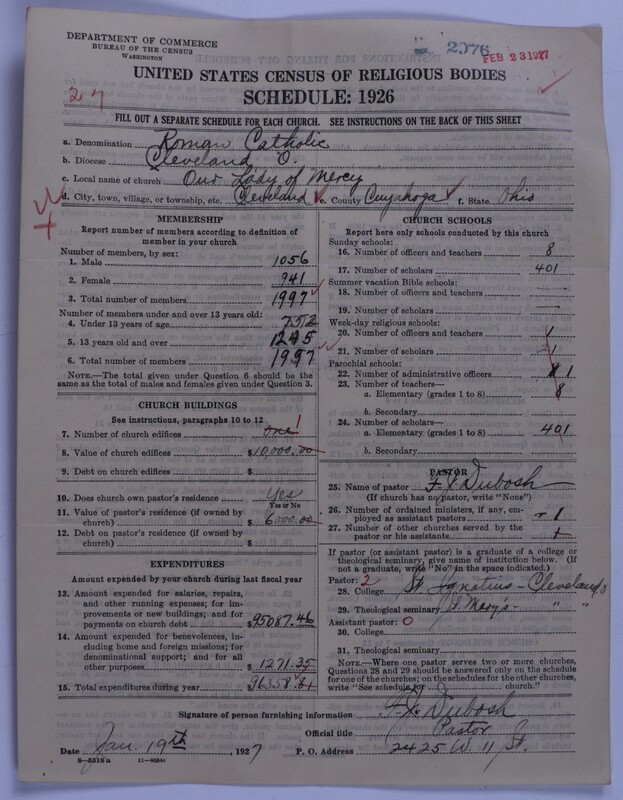 DEPARTMENT OF COMMERCE
BUREAU OF THE CENSUS
WASHINGTON
2076
FEB 23 1927
UNITED STATES CENSUS OF RELIGIOUS BODIES
SCHEDULE: 1926
27
FILL OUT A SEPARATE SCHEDULE FOR EACH CHURCH. SEE INSTRUCTIONS ON THE BACK OF THIS SHEET
a. Denomination Roman Catholic
b. Diocese Cleveland O.
c. Local name of church Our Lady of Mercy
d. City, town, village, or township, etc. Cleveland e. County Cuyahoga f. State Ohio
MEMBERSHIP
Report number of members according to definition of
member in your church
Number of members, by sex:
1. Male 1056
2. Female 941
3. Total number of members 1997
Number of members under and over 13 years old:
4. Under 13 years of age 752
5. 13 years old and over 1245
6. Total number of members 1997
NOTE.—The total given under Question 6 should be the
same as the total of males and females given under Question 3.
CHURCH BUILDINGS
See instructions, paragraphs 10 to 12
7. Number of church edifices one 1
8. Value of church edifices $10,000.00
9. Debt on church edifices $
10. Does church own pastor's residence Yes
Yes or No
11. Value of pastor's residence (if owned by
church) $6000.00
12. Debt on pastor's residence (if owned by
church) $
EXPENDITURES
Amount expended by your church during last fiscal year
13. Amount expended for salaries, repairs,
and other running expenses; for im-
provements or new buildings; and for
payments on church debt $95087.46
14. Amount expended for benevolences, in-
cluding home and foreign missions; for
denominational support; and for all
other purposes $1271.35
15. Total expenditures during year 96358.81
CHURCH SCHOOLS
Report here only schools conducted by this church
Sunday schools:
16. Number of officers and teachers 8
17. Number of scholars 401
Summer vacation Bible schools:
18. Number of officers and teachers —
19. Number of scholars —
Week-day religious schools:
20. Number of officers and teachers
21. Number of scholars
Parochial schools:
22. Number of administrative officers 1
23. Number of teachers—
a. Elementary (grades 1 to 8) 8
b. Secondary
24. Number of scholars—
a. Elementary (grades 1 to 8) 401
b. Secondary
PASTOR
25. Name of pastor F. J. Dubosh
(If church has no pastor, write "None")
26. Number of ordained ministers, if any, em-
ployed as assistant pastors 1
27. Number of other churches served by the
pastor or his assistants
If pastor (or assistant pastor) is a graduate of a college or
theological seminary, give name of institution below. (If
not a graduate, write "No" in the space indicated.)
Pastor: 2
28. College St. Ignatius - Cleveland, O
29. Theological seminary St. Mary's - " "
Assistant pastor: 0
30. College
31. Theological seminary
NOTE.—Where one pastor serves two or more churches,
Questions 28 and 29 should be answered only on the schedule
for one of the churches; on the schedules for the other churches,
write "See schedule for church."
Signature of person furnishing information F. J. Dubosh
Official title Pastor
Date Jan. 19th, 1927 P. O. Address 2425 W. 11 St.